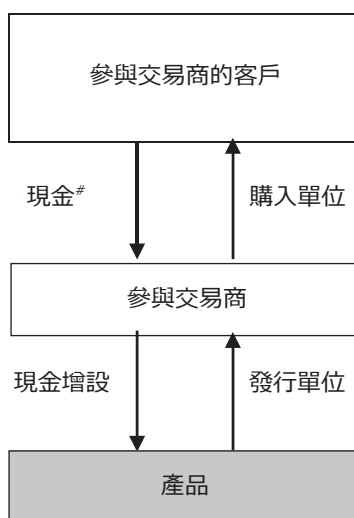 參與交易商的客戶
現金#
購入單位
參與交易商
現金增設
發行單位
產品